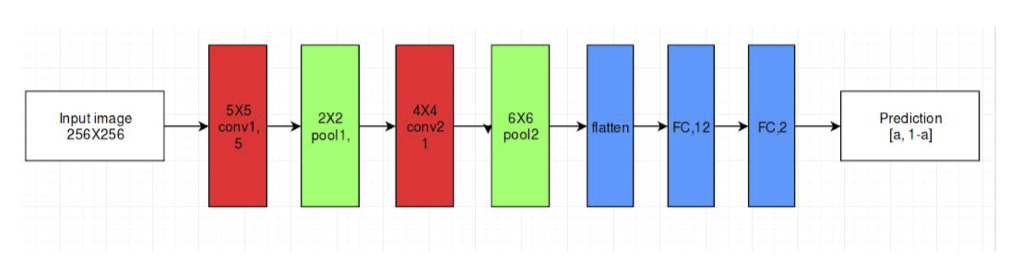 Input image
256X256
5X5
conv1,
5
2X2
pool1,
4X4
conv2
1
6X6
pool2
flatten
FC,12
FC,2
Prediction
[a, 1-a]